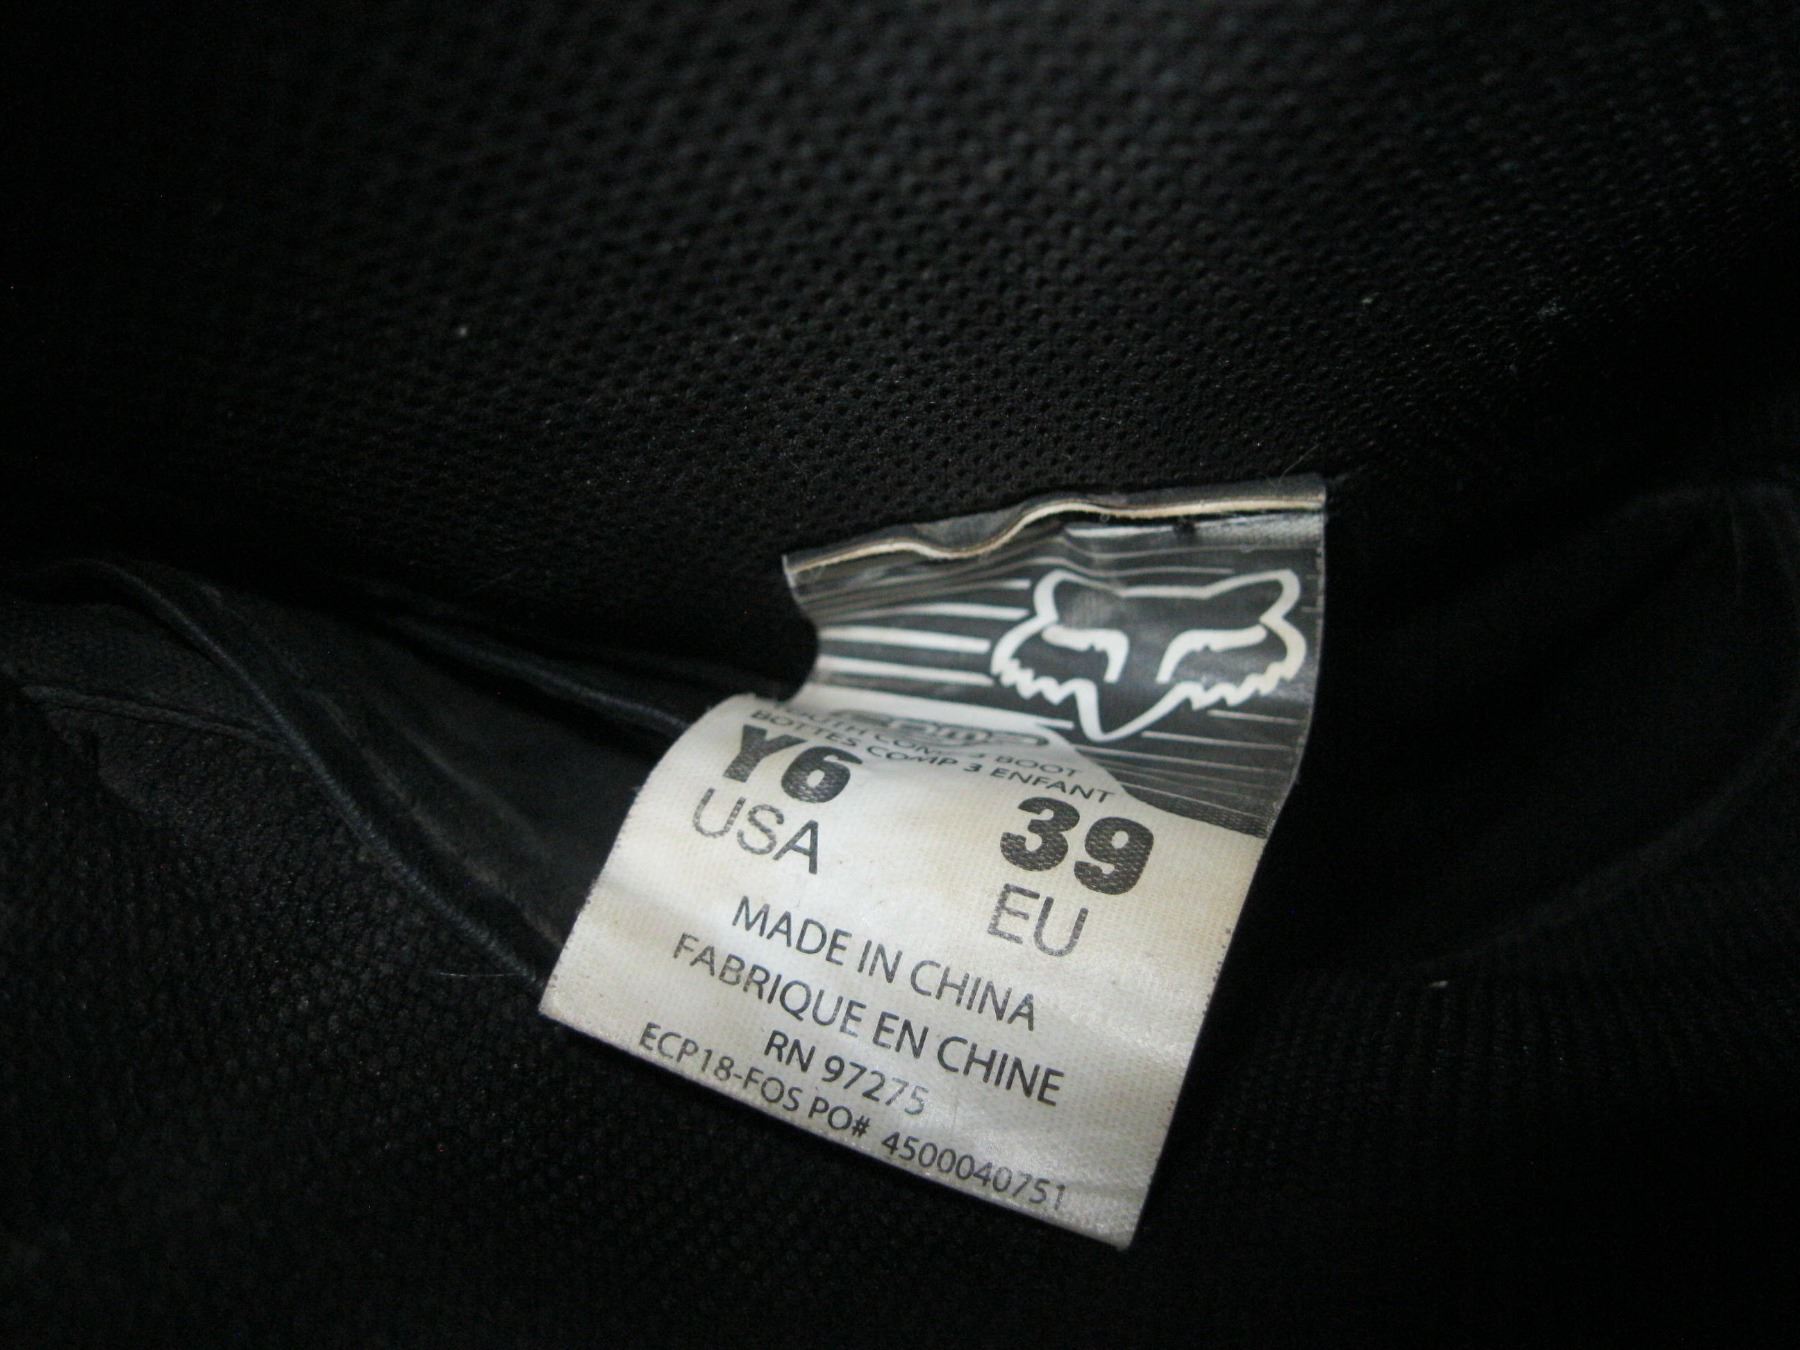 YOUTH COMP 3 BOOT
BOTTES COMP 3 ENFANT
Y6 39
USA EU
MADE IN CHINA
FABRIQUE EN CHINE
RN 97275
ECP18-FOS PO# 4500040751